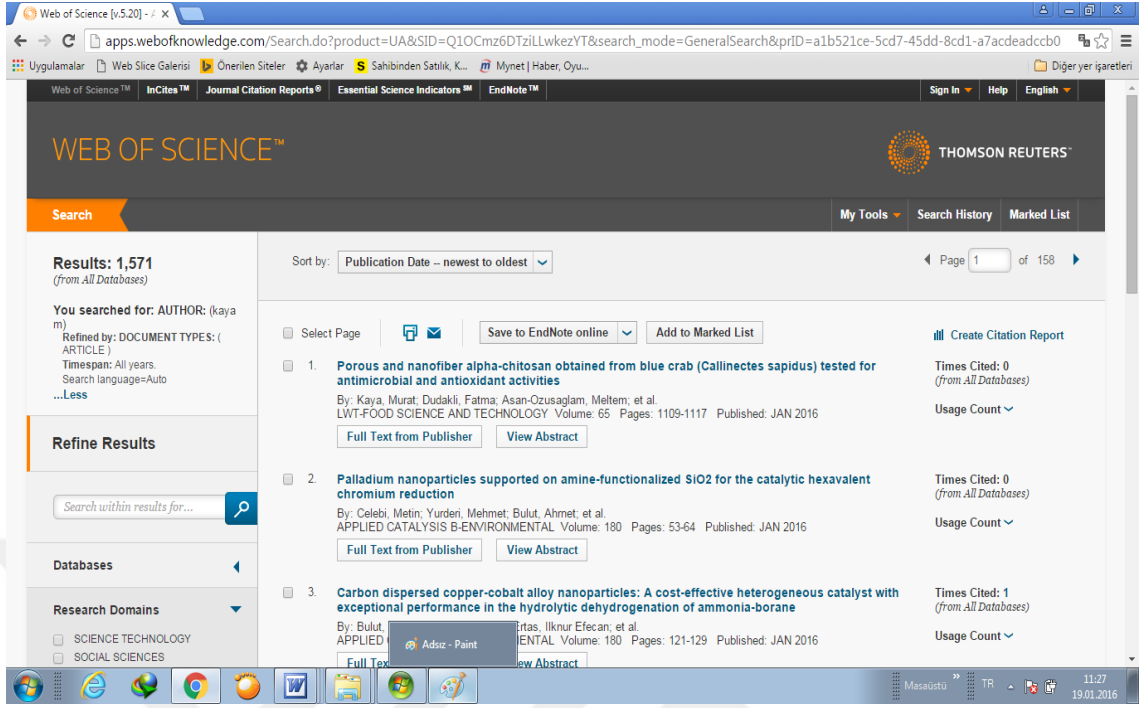 Web of Science [v.5.20] - A
apps.webofknowledge.com/Search.do?product=UA&SID=Q1OCmz6DTziLLwkezYT&search_mode=GeneralSearch&prID=a1b521ce-5cd7-45dd-8cd1-a7acdeadccb0
Uygulamalar Web Slice Galerisi Önerilen Siteler Ayarlar Sahibinden Satılık, K... Mynet | Haber, Oyu... Diğer yer işaretleri
Web of Science™ InCites™ Journal Citation Reports® Essential Science Indicators℠ EndNote™ Sign In Help English
WEB OF SCIENCE™
THOMSON REUTERS™
Search My Tools Search History Marked List
Results: 1,571
(from All Databases)
Sort by: Publication Date -- newest to oldest
Page 1 of 158
You searched for: AUTHOR: (kaya
m)
Refined by: DOCUMENT TYPES: (
ARTICLE )
Timespan: All years.
Search language=Auto
...Less
Refine Results
Search within results for...
Databases
Research Domains
SCIENCE TECHNOLOGY
SOCIAL SCIENCES
Select Page Save to EndNote online Add to Marked List
Create Citation Report
1. Porous and nanofiber alpha-chitosan obtained from blue crab (Callinectes sapidus) tested for
antimicrobial and antioxidant activities
By: Kaya, Murat; Dudakli, Fatma; Asan-Ozusaglam, Meltem; et al.
LWT-FOOD SCIENCE AND TECHNOLOGY Volume: 65 Pages: 1109-1117 Published: JAN 2016
Full Text from Publisher View Abstract
Times Cited: 0
(from All Databases)
Usage Count
2. Palladium nanoparticles supported on amine-functionalized SiO2 for the catalytic hexavalent
chromium reduction
By: Celebi, Metin; Yurderi, Mehmet; Bulut, Ahmet; et al.
APPLIED CATALYSIS B-ENVIRONMENTAL Volume: 180 Pages: 53-64 Published: JAN 2016
Full Text from Publisher View Abstract
Times Cited: 0
(from All Databases)
Usage Count
3. Carbon dispersed copper-cobalt alloy nanoparticles: A cost-effective heterogeneous catalyst with
exceptional performance in the hydrolytic dehydrogenation of ammonia-borane
By: Bulut, Ertas, Ilknur Efecan; et al.
APPLIED MENTAL Volume: 180 Pages: 121-129 Published: JAN 2016
Full Tex ew Abstract
Times Cited: 1
(from All Databases)
Usage Count
Adsız - Paint
Masaüstü TR 11:27
19.01.2016